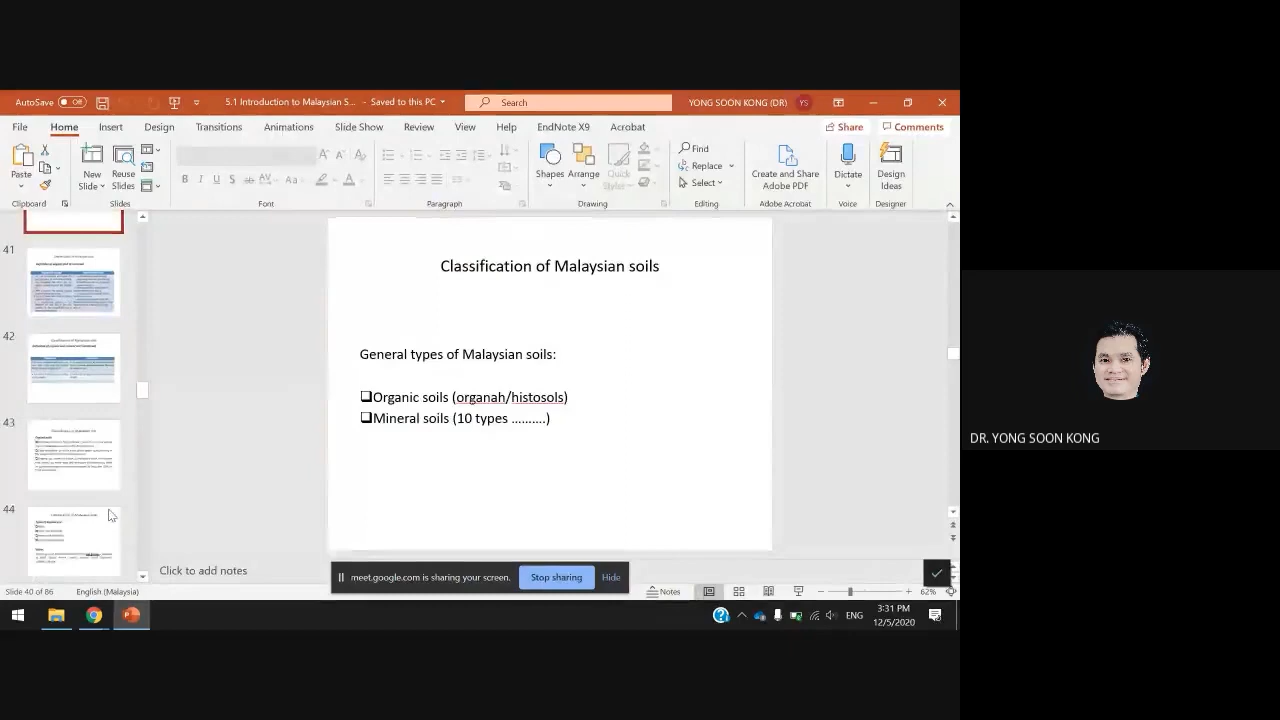 AutoSave Off 5.1 Introduction to Malaysian S... - Saved to this PC Search YONG SOON KONG (DR) YS
File Home Insert Design Transitions Animations Slide Show Review View Help EndNote X9 Acrobat Share Comments
Paste New Slide Reuse Slides Shapes Arrange Quick Styles Find Replace Select Create and Share Adobe PDF Dictate Design Ideas
Clipboard Slides Font Paragraph Drawing Editing Adobe Acrobat Voice Designer
41
42
43
44
Classification of Malaysian soils
General types of Malaysian soils:
❑Organic soils (organah/histosols)
❑Mineral soils (10 types ..........)
DR. YONG SOON KONG
Click to add notes
meet.google.com is sharing your screen. Stop sharing Hide
Slide 40 of 86 English (Malaysia) Notes 62%
ENG 3:31 PM
12/5/2020